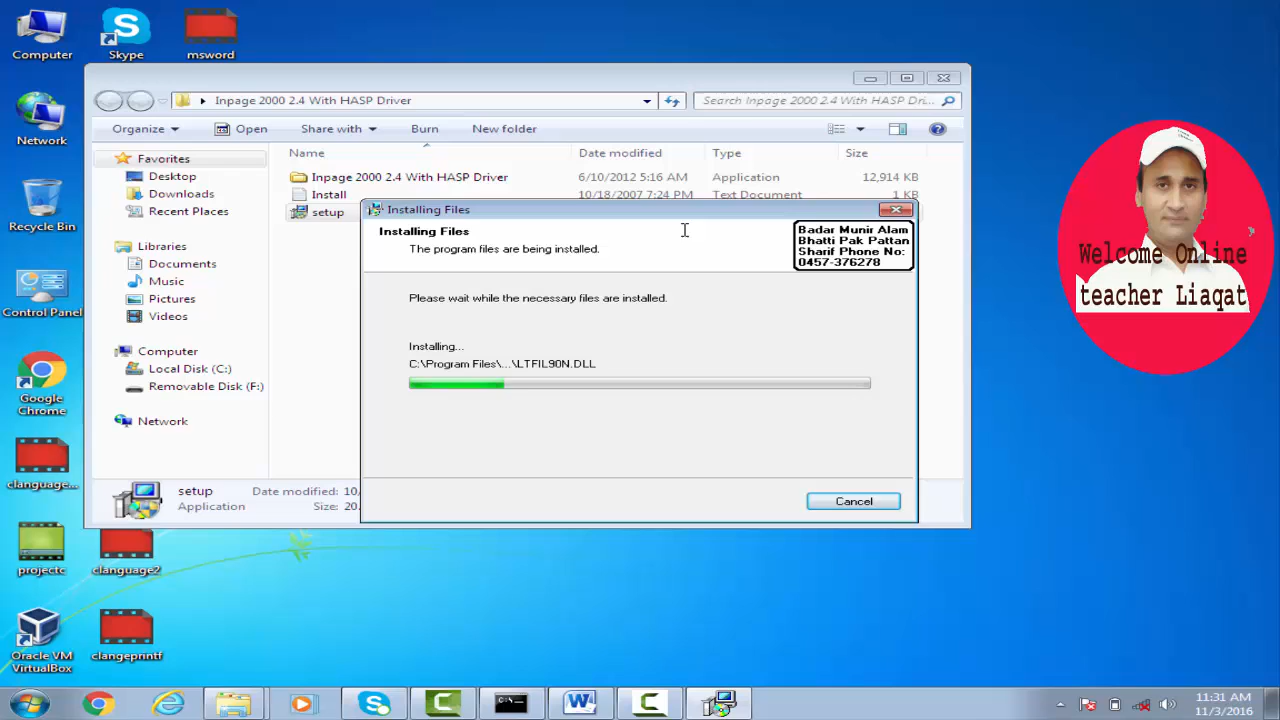 Computer
Skype
msword
Network
Recycle Bin
Control Panel
Google
Chrome
clanguage...
projectc
clanguage2
Oracle VM
VirtualBox
clangeprintf
Inpage 2000 2.4 With HASP Driver
Search Inpage 2000 2.4 With HASP Dri...
Organize
Open
Share with
Burn
New folder
Favorites
Desktop
Downloads
Recent Places
Libraries
Documents
Music
Pictures
Videos
Computer
Local Disk (C:)
Removable Disk (F:)
Network
Name Date modified Type Size
Inpage 2000 2.4 With HASP Driver 6/10/2012 5:16 AM Application 12,914 KB
Install 10/18/2007 7:24 PM Text Document 1 KB
setup
Installing Files
Installing Files
The program files are being installed.
Badar Munir Alam
Bhatti Pak Pattan
Sharif Phone No:
0457-376278
Please wait while the necessary files are installed.
Installing...
C:\Program Files\...\LTFIL90N.DLL
Cancel
setup Date modified: 10,
Application Size: 20.
Welcome Online
teacher Liaqat
C:\_
11:31 AM
11/3/2016